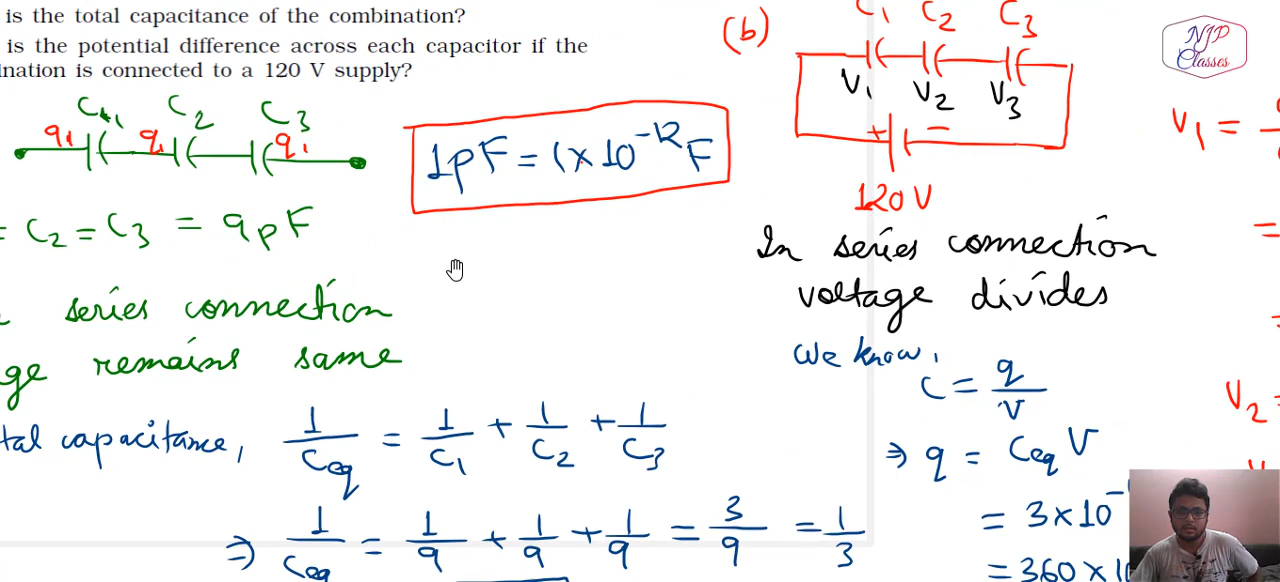 is the total capacitance of the combination?
is the potential difference across each capacitor if the
ination is connected to a 120 V supply?
C1 C2 C3
q1 q1 q1
= C2 = C3 = 9pF
series connection
ge remains same
tal capacitance, 1/Ceq = 1/C1 + 1/C2 + 1/C3
⇒ 1/Ceq = 1/9 + 1/9 + 1/9 = 3/9 = 1/3
1pF = 1×10^-12 F
(b)
C1 C2 C3
V1 V2 V3
+ −
120V
In series connection
voltage divides
We know,
C = q/V
⇒ q = Ceq V
= 3×10^-
= 360×1
NJP
Classes
V1 =
=
V2 =